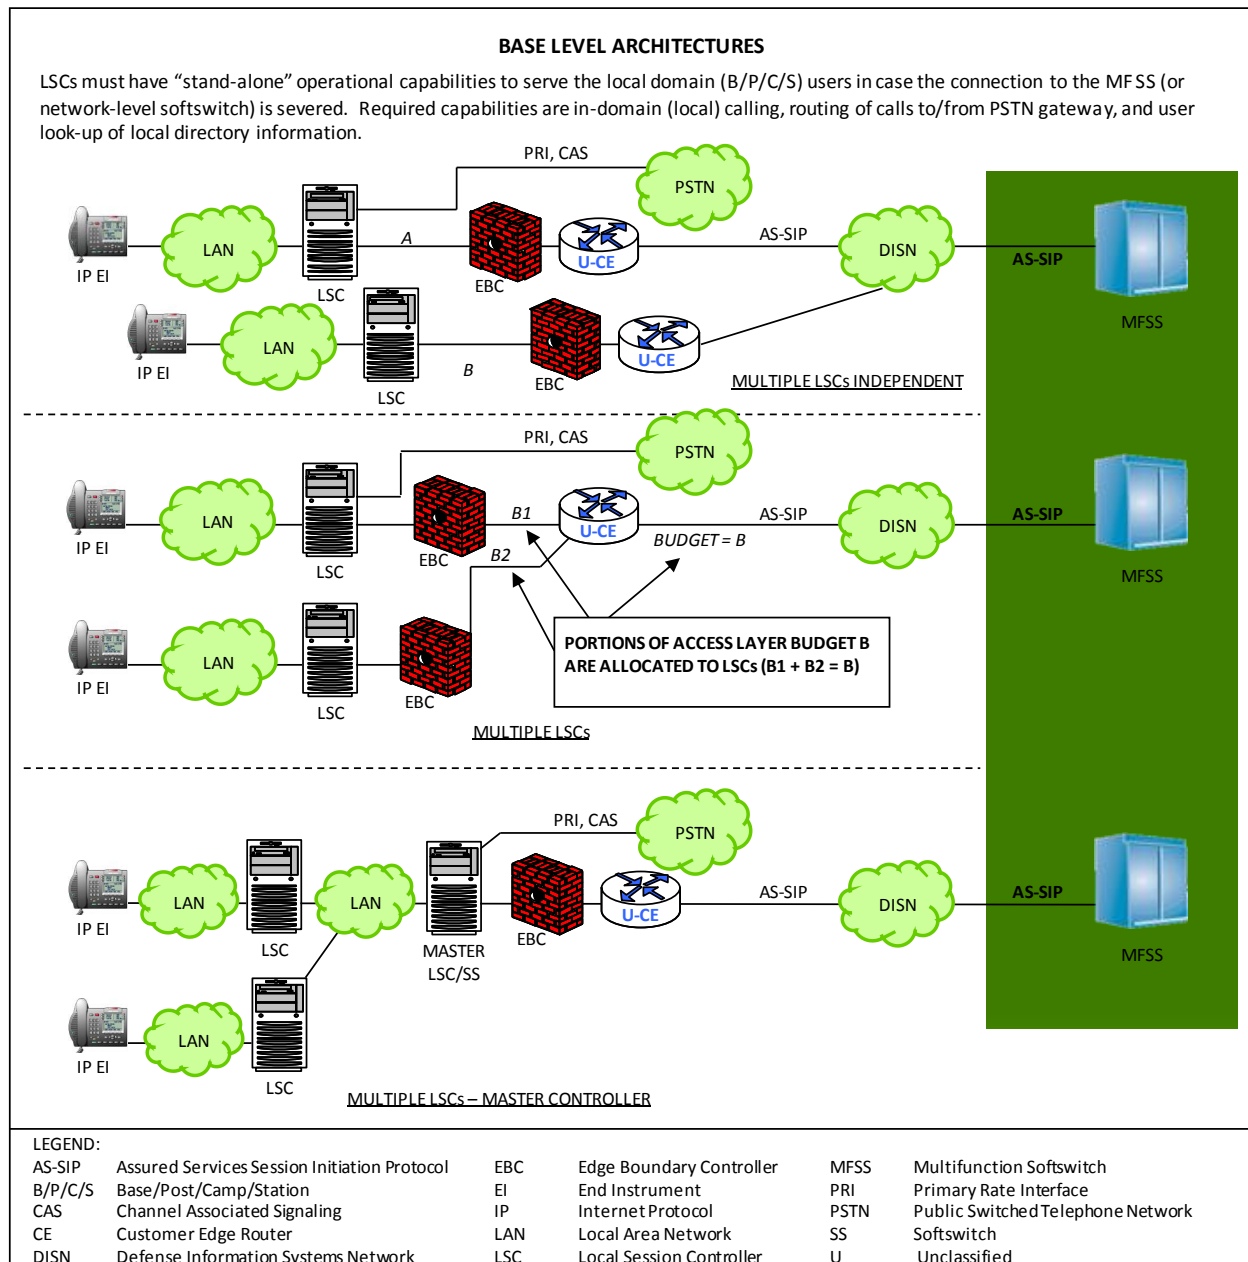 BASE LEVEL ARCHITECTURES
LSCs must have “stand-alone” operational capabilities to serve the local domain (B/P/C/S) users in case the connection to the MFSS (or
network-level softswitch) is severed. Required capabilities are in-domain (local) calling, routing of calls to/from PSTN gateway, and user
look-up of local directory information.
PRI, CAS
PSTN
LAN
A
U-CE
AS-SIP
DISN
AS-SIP
IP EI
LSC
EBC
MFSS
LAN
U-CE
IP EI
LSC
B
EBC
MULTIPLE LSCs INDEPENDENT
PRI, CAS
PSTN
LAN
B1
U-CE
AS-SIP
DISN
AS-SIP
IP EI
LSC
EBC
B2
BUDGET = B
MFSS
PORTIONS OF ACCESS LAYER BUDGET B
ARE ALLOCATED TO LSCs (B1 + B2 = B)
LAN
IP EI
LSC
EBC
MULTIPLE LSCs
PRI, CAS
PSTN
LAN
LAN
U-CE
AS-SIP
DISN
AS-SIP
IP EI
LSC
MASTER
LSC/SS
EBC
MFSS
LAN
IP EI
LSC
MULTIPLE LSCs – MASTER CONTROLLER
LEGEND:
AS-SIP Assured Services Session Initiation Protocol EBC Edge Boundary Controller MFSS Multifunction Softswitch
B/P/C/S Base/Post/Camp/Station EI End Instrument PRI Primary Rate Interface
CAS Channel Associated Signaling IP Internet Protocol PSTN Public Switched Telephone Network
CE Customer Edge Router LAN Local Area Network SS Softswitch
DISN Defense Information Systems Network LSC Local Session Controller U Unclassified